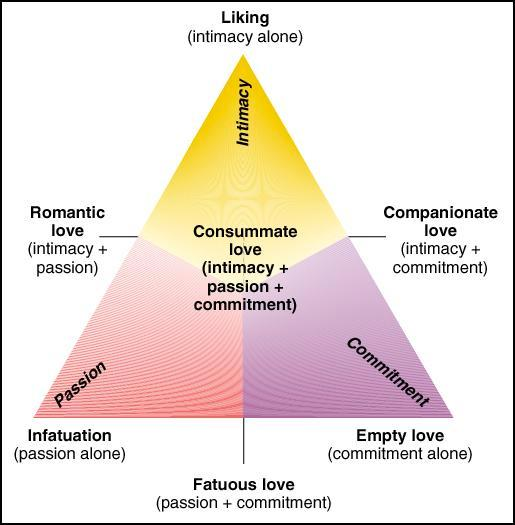 Liking
(intimacy alone)
Intimacy
Romantic
love
(intimacy +
passion)
Consummate
love
(intimacy +
passion +
commitment)
Companionate
love
(intimacy +
commitment)
Passion
Commitment
Infatuation
(passion alone)
Empty love
(commitment alone)
Fatuous love
(passion + commitment)